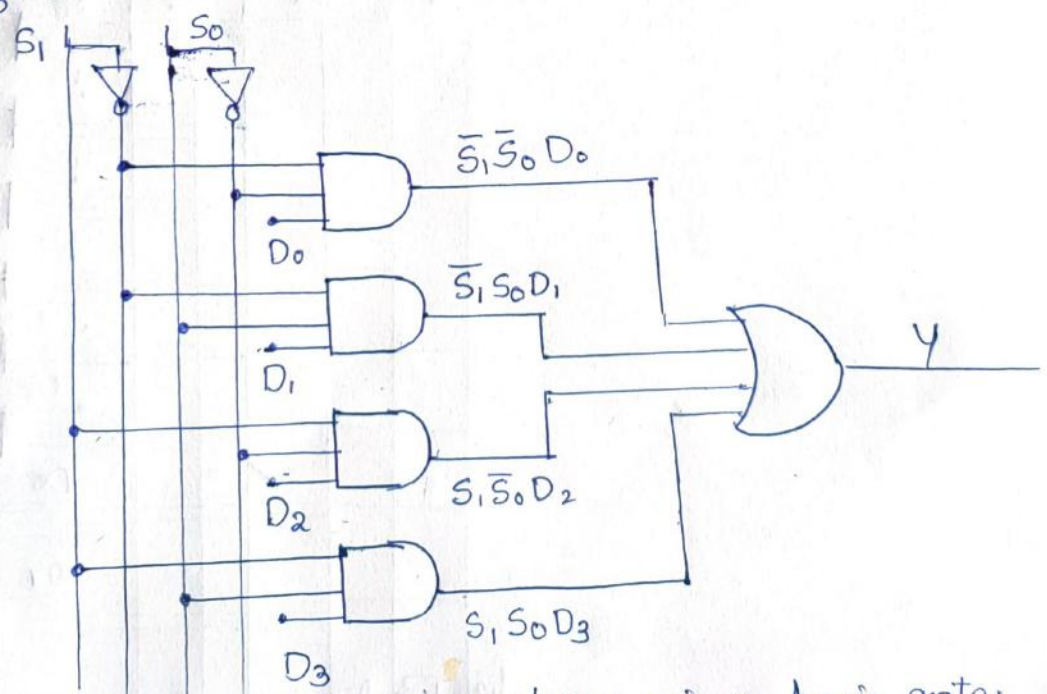 S₁ S₀
S̄₁S̄₀D₀
D₀
S̄₁S₀D₁
D₁
Y
S₁S̄₀D₂
D₂
S₁S₀D₃
D₃